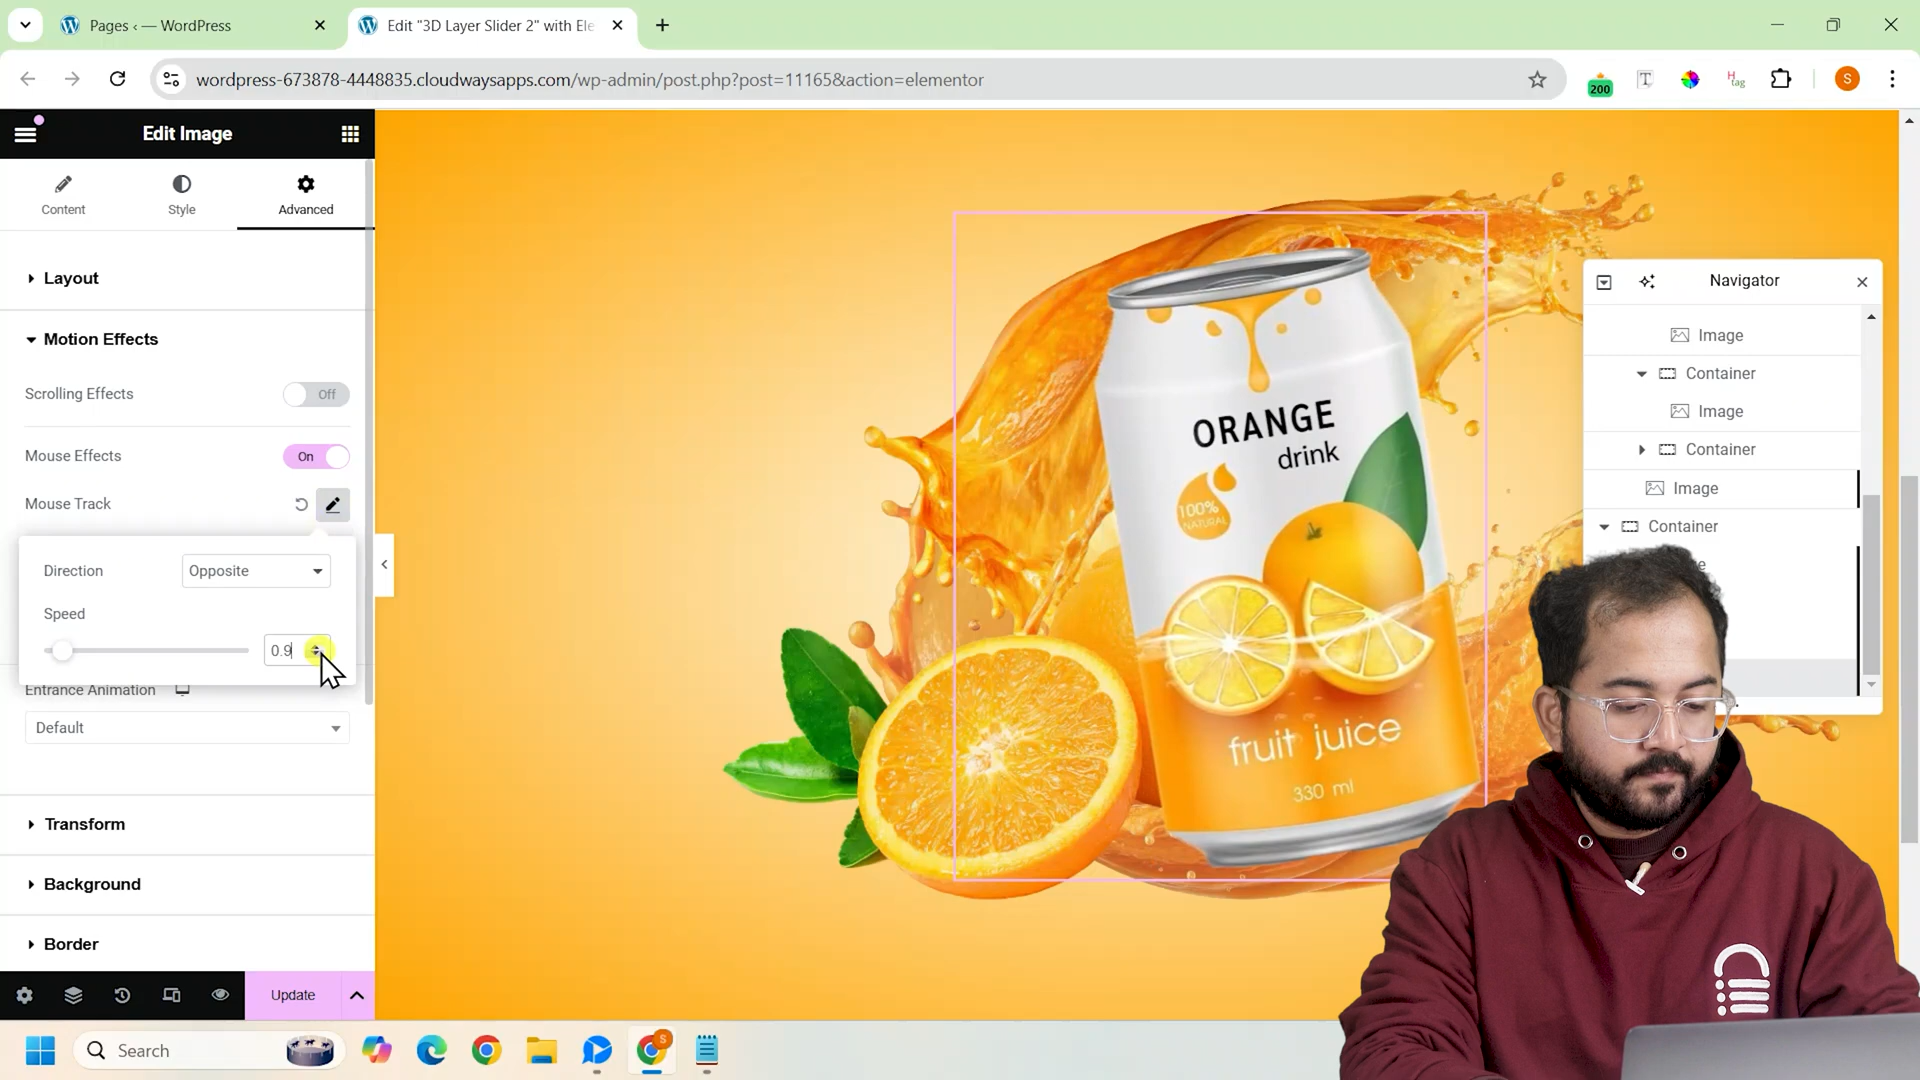 Pages ‹ — WordPress
Edit "3D Layer Slider 2" with Ele
wordpress-673878-4448835.cloudwaysapps.com/wp-admin/post.php?post=11165&action=elementor
200
T
H
tag
S
Edit Image
Content
Style
Advanced
Layout
Motion Effects
Scrolling Effects
Off
Mouse Effects
On
Mouse Track
Direction
Opposite
Speed
0.9
Entrance Animation
Default
Transform
Background
Border
Update
ORANGE
drink
100%
NATURAL
fruit juice
330 ml
Navigator
Image
Container
Image
Container
Image
Container
Search
S